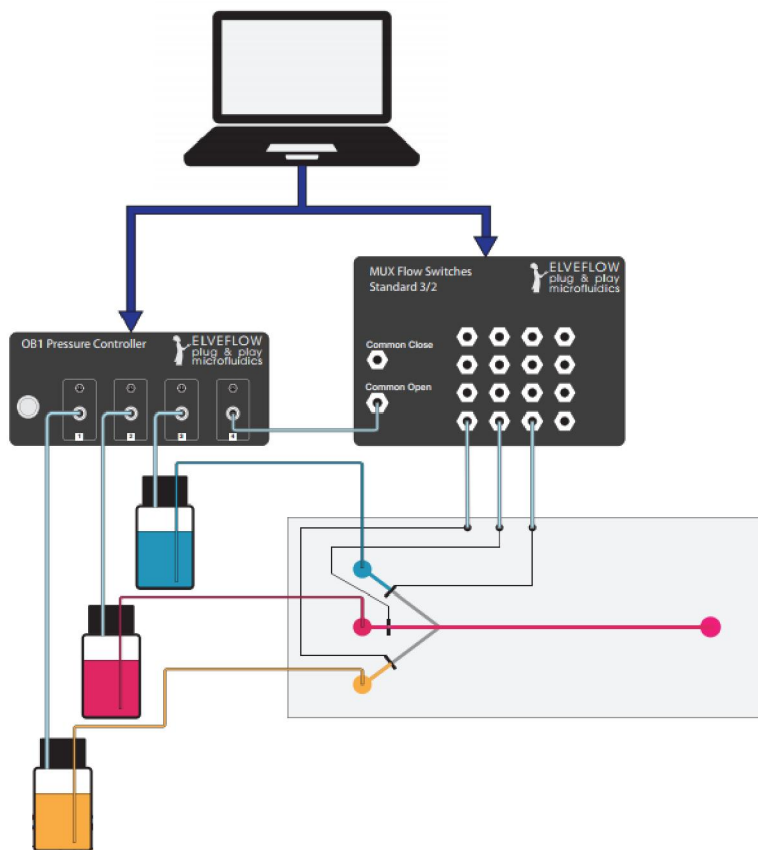 MUX Flow Switches
Standard 3/2
ELVEFLOW
plug & play
microfluidics
Common Close
Common Open
OB1 Pressure Controller
ELVEFLOW
plug & play
microfluidics
1
2
3
4